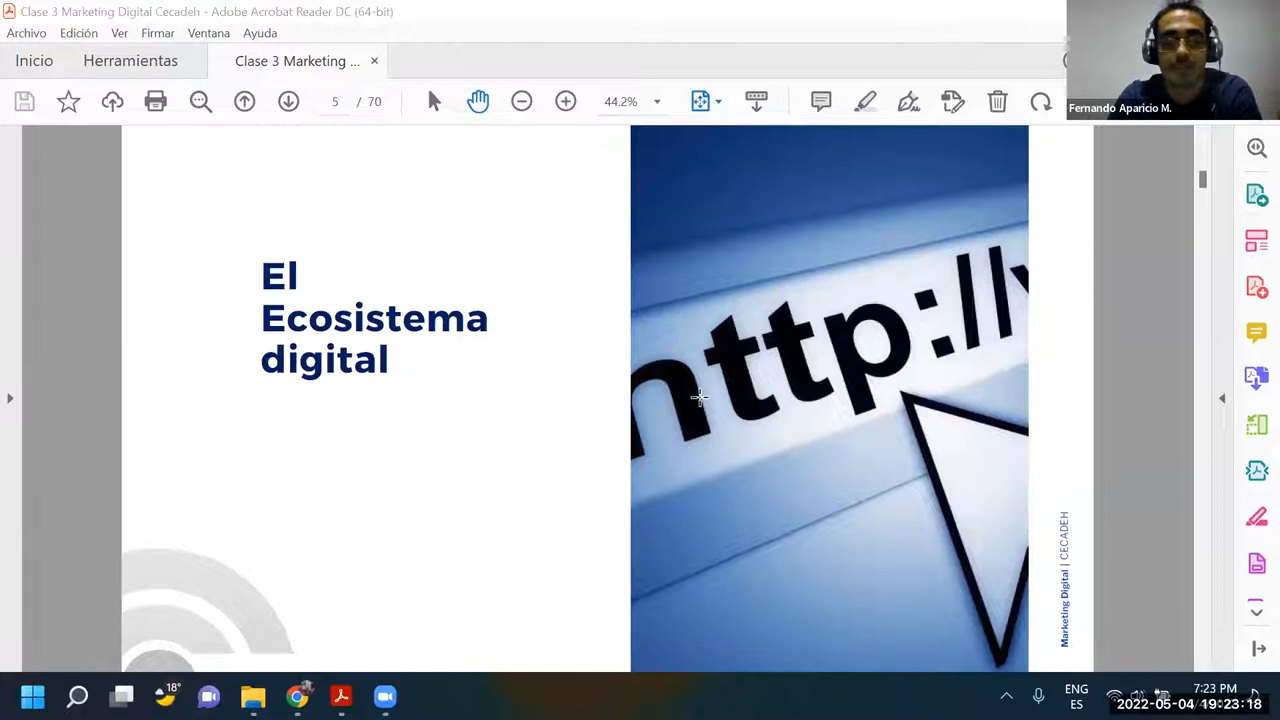 Clase 3 Marketing Digital Cecadeh - Adobe Acrobat Reader DC (64-bit)
Archivo Edición Ver Firmar Ventana Ayuda
Inicio Herramientas Clase 3 Marketing ... ×
5 / 70 44.2%
Fernando Aparicio M.
El
Ecosistema
digital
http://
Marketing Digital | CECADEH
18°
ENG
ES
7:23 PM
2022-05-04 19:23:18